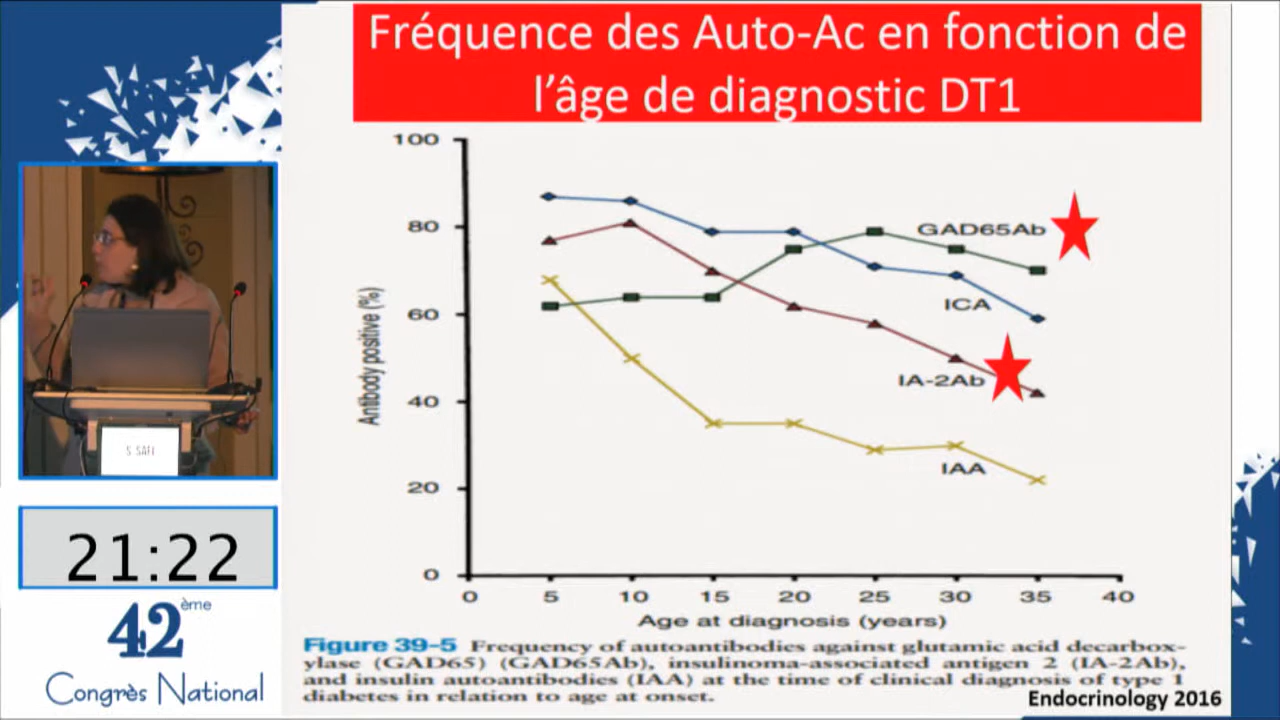 Fréquence des Auto-Ac en fonction de
l'âge de diagnostic DT1
100
80
60
40
20
0
Antibody positive (%)
GAD65Ab
ICA
IA-2Ab
IAA
0 5 10 15 20 25 30 35 40
Age at diagnosis (years)
Figure 39-5 Frequency of autoantibodies against glutamic acid decarbox-
ylase (GAD65) (GAD65Ab), insulinoma-associated antigen 2 (IA-2Ab),
and insulin autoantibodies (IAA) at the time of clinical diagnosis of type 1
diabetes in relation to age at onset.
Endocrinology 2016
S. SAFI
21:22
42ème
Congrès National